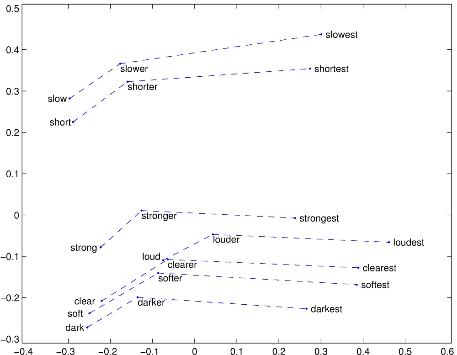 0.5
slowest
0.4
slower
shortest
0.3
shorter
slow
short
0.2
0.1
0
stronger
strongest
strong
louder
loudest
-0.1
loud
clearer
clearest
softer
softest
-0.2
clear
darker
soft
darkest
dark
-0.3
-0.4 -0.3 -0.2 -0.1 0 0.1 0.2 0.3 0.4 0.5 0.6